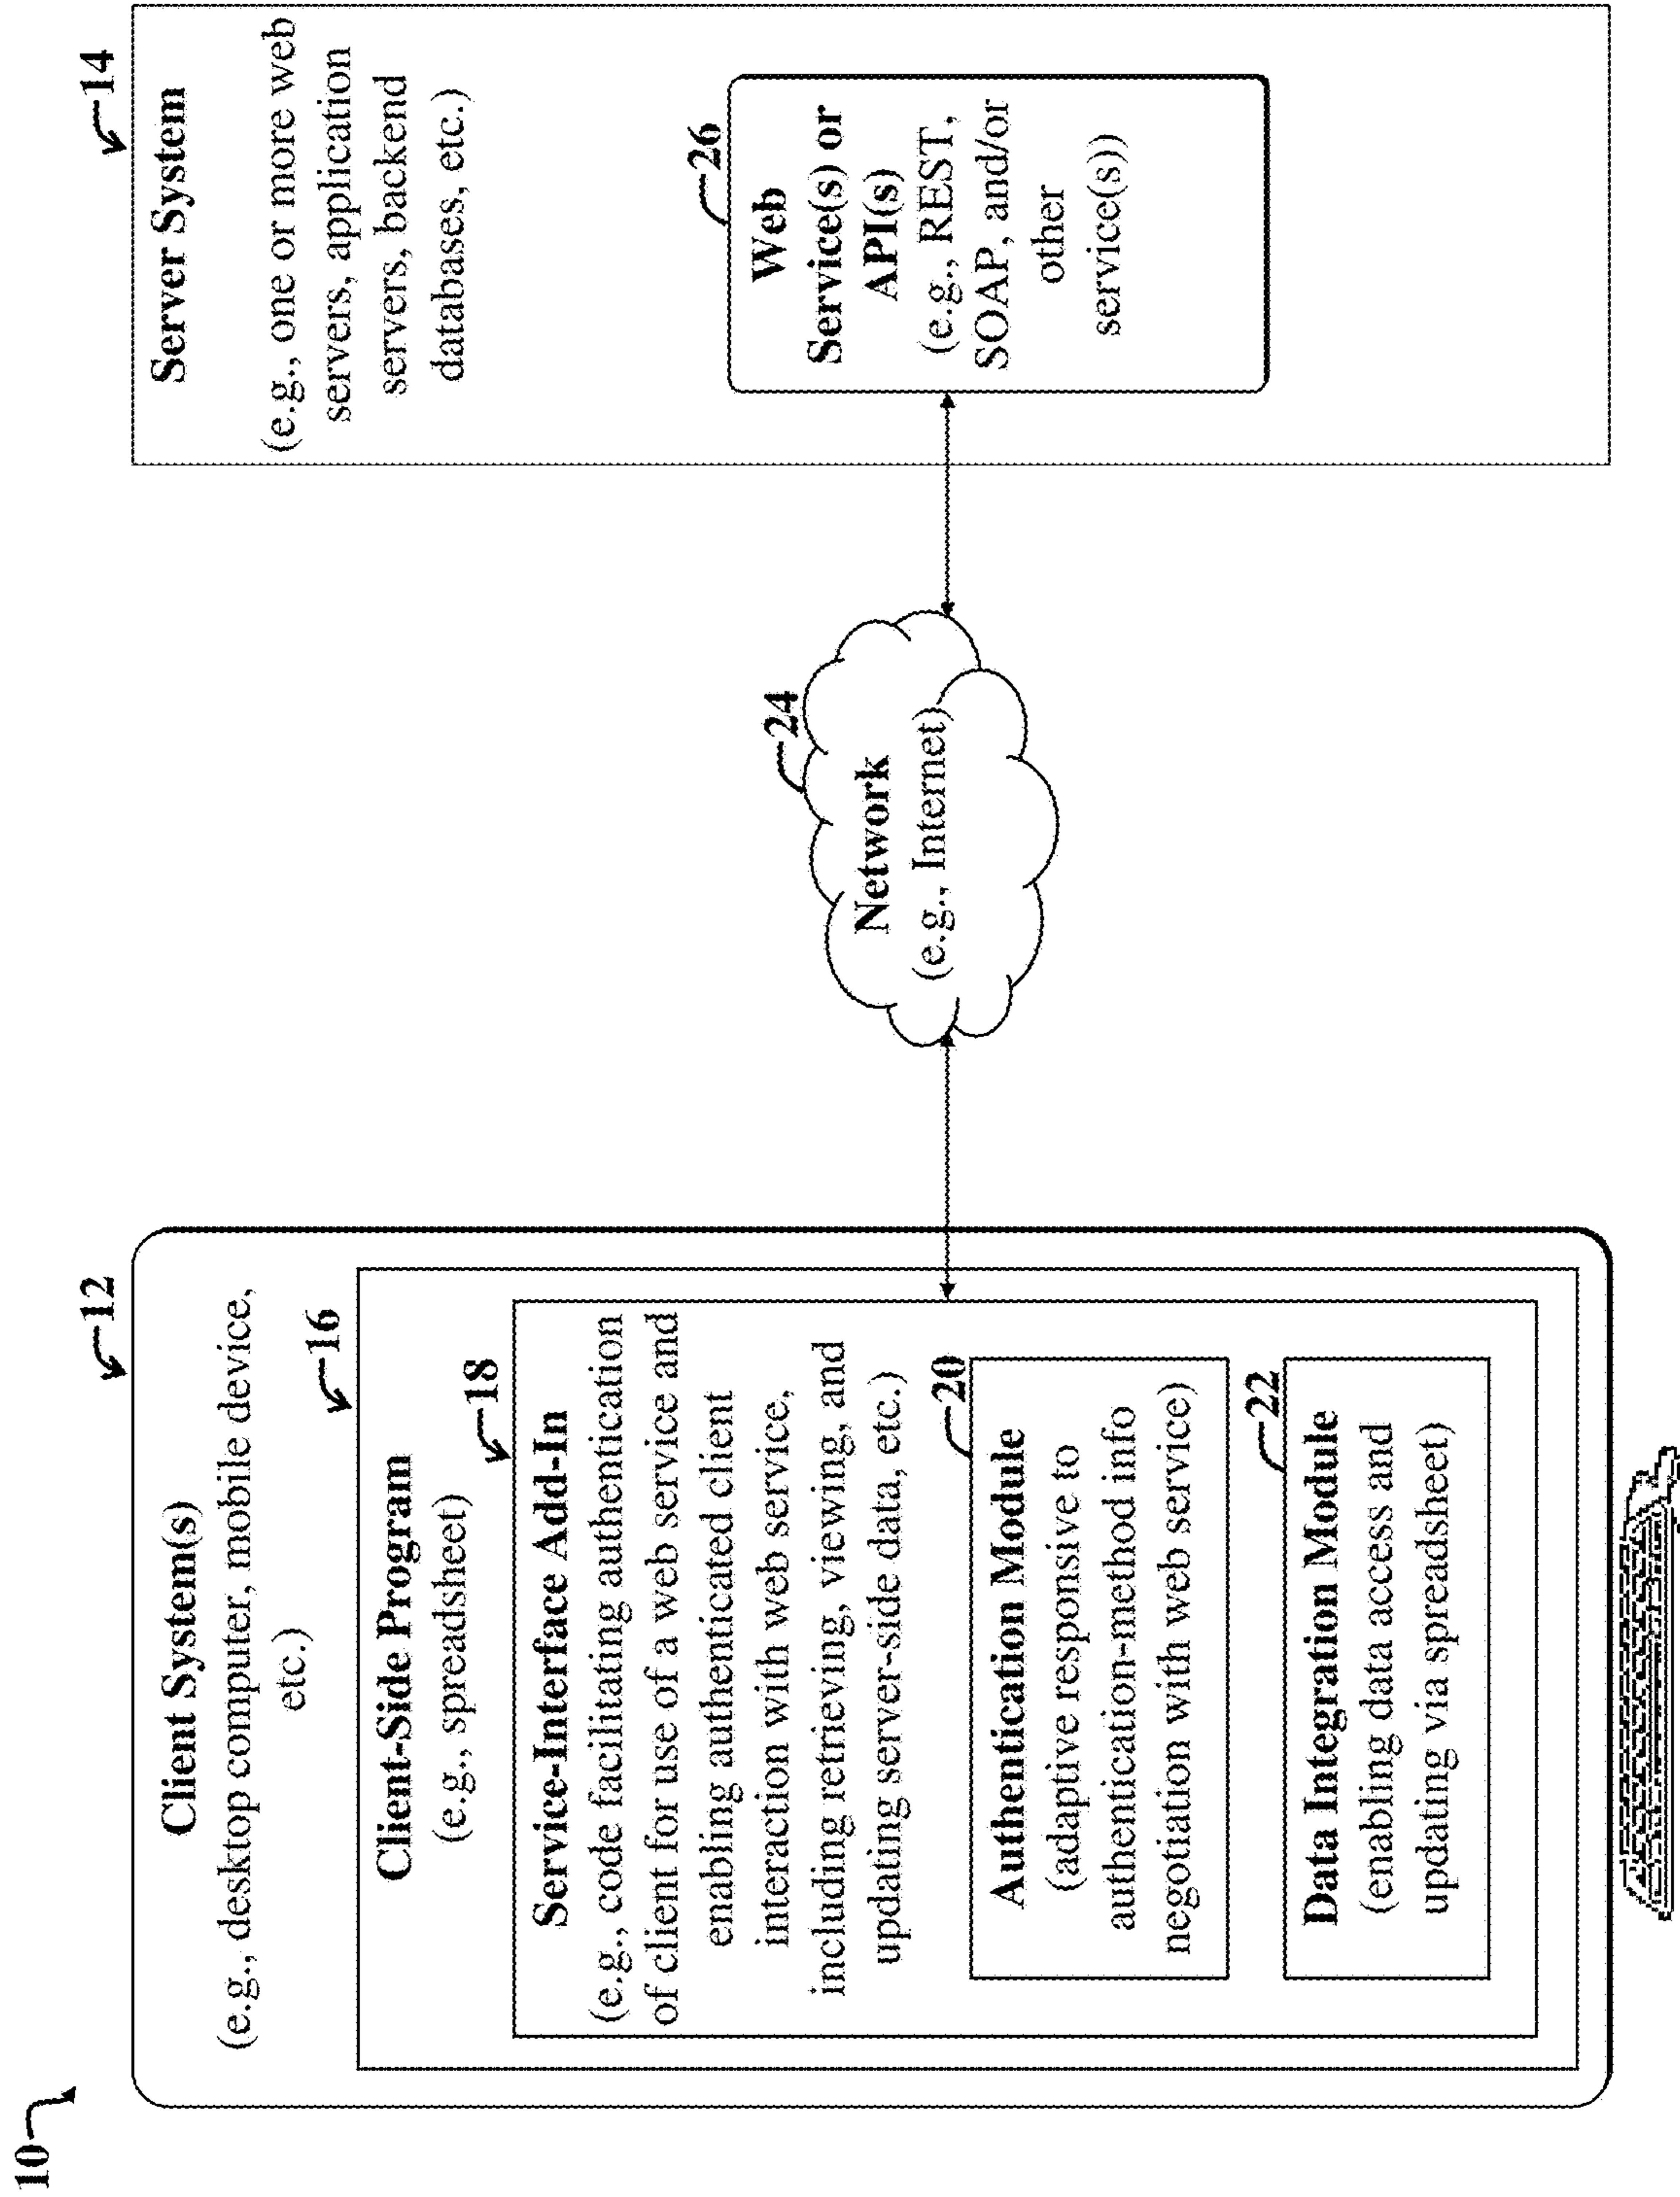 10
12
Client System(s)
(e.g., desktop computer, mobile device,
etc.)
16
Client-Side Program
(e.g., spreadsheet)
18
Service-Interface Add-In
(e.g., code facilitating authentication
of client for use of a web service and
enabling authenticated client
interaction with web service,
including retrieving, viewing, and
updating server-side data, etc.)
20
Authentication Module
(adaptive responsive to
authentication-method info
negotiation with web service)
22
Data Integration Module
(enabling data access and
updating via spreadsheet)
24
Network
(e.g., Internet)
14
Server System
(e.g., one or more web
servers, application
servers, backend
databases, etc.)
26
Web
Service(s) or
API(s)
(e.g., REST,
SOAP, and/or
other
service(s))